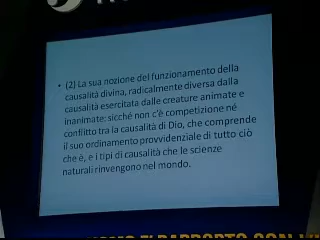 • (2) La sua nozione del funzionamento della
causalità divina, radicalmente diversa dalla
causalità esercitata dalle creature animate e
inanimate: sicché non c'è competizione né
conflitto tra la causalità di Dio, che comprende
il suo ordinamento provvidenziale di tutto ciò
che è, e i tipi di causalità che le scienze
naturali rinvengono nel mondo.
RAPPORTO CON